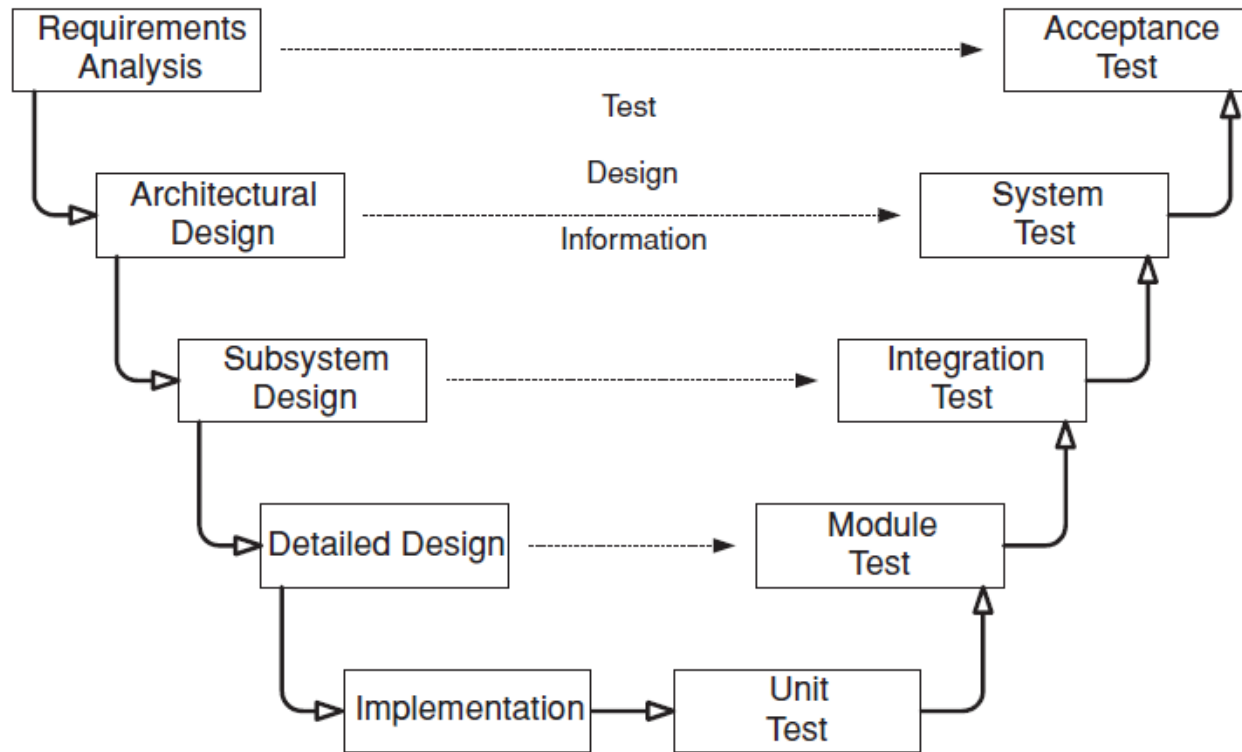 Requirements
Analysis
Acceptance
Test
Test
Design
Information
Architectural
Design
System
Test
Subsystem
Design
Integration
Test
Detailed Design
Module
Test
Implementation
Unit
Test